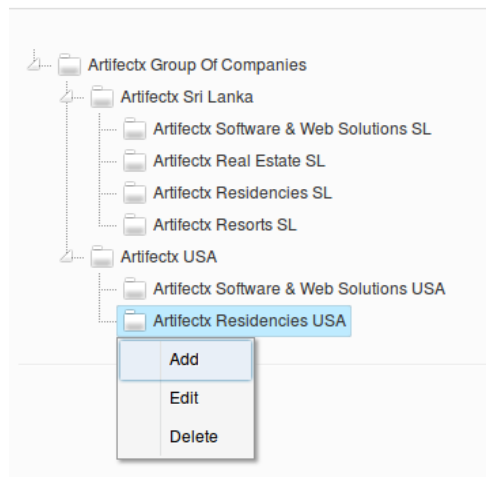 Artifectx Group Of Companies
Artifectx Sri Lanka
Artifectx Software & Web Solutions SL
Artifectx Real Estate SL
Artifectx Residencies SL
Artifectx Resorts SL
Artifectx USA
Artifectx Software & Web Solutions USA
Artifectx Residencies USA
Add
Edit
Delete